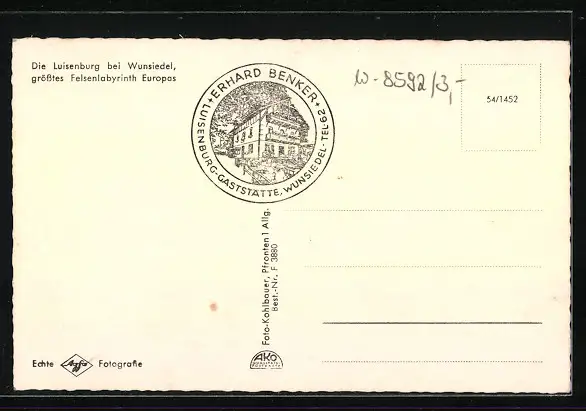 Die Luisenburg bei Wunsiedel,
größtes Felsenlabyrinth Europas
ERHARD BENKER
LUISENBURG-GASTSTÄTTE, WUNSIEDEL-TEL 62
W-8592/3,-
54/1452
Foto-Kohlbauer, Pfronten 1 Allg.
Best.-Nr. F 3880
Echte Agfa Fotografie
AKO